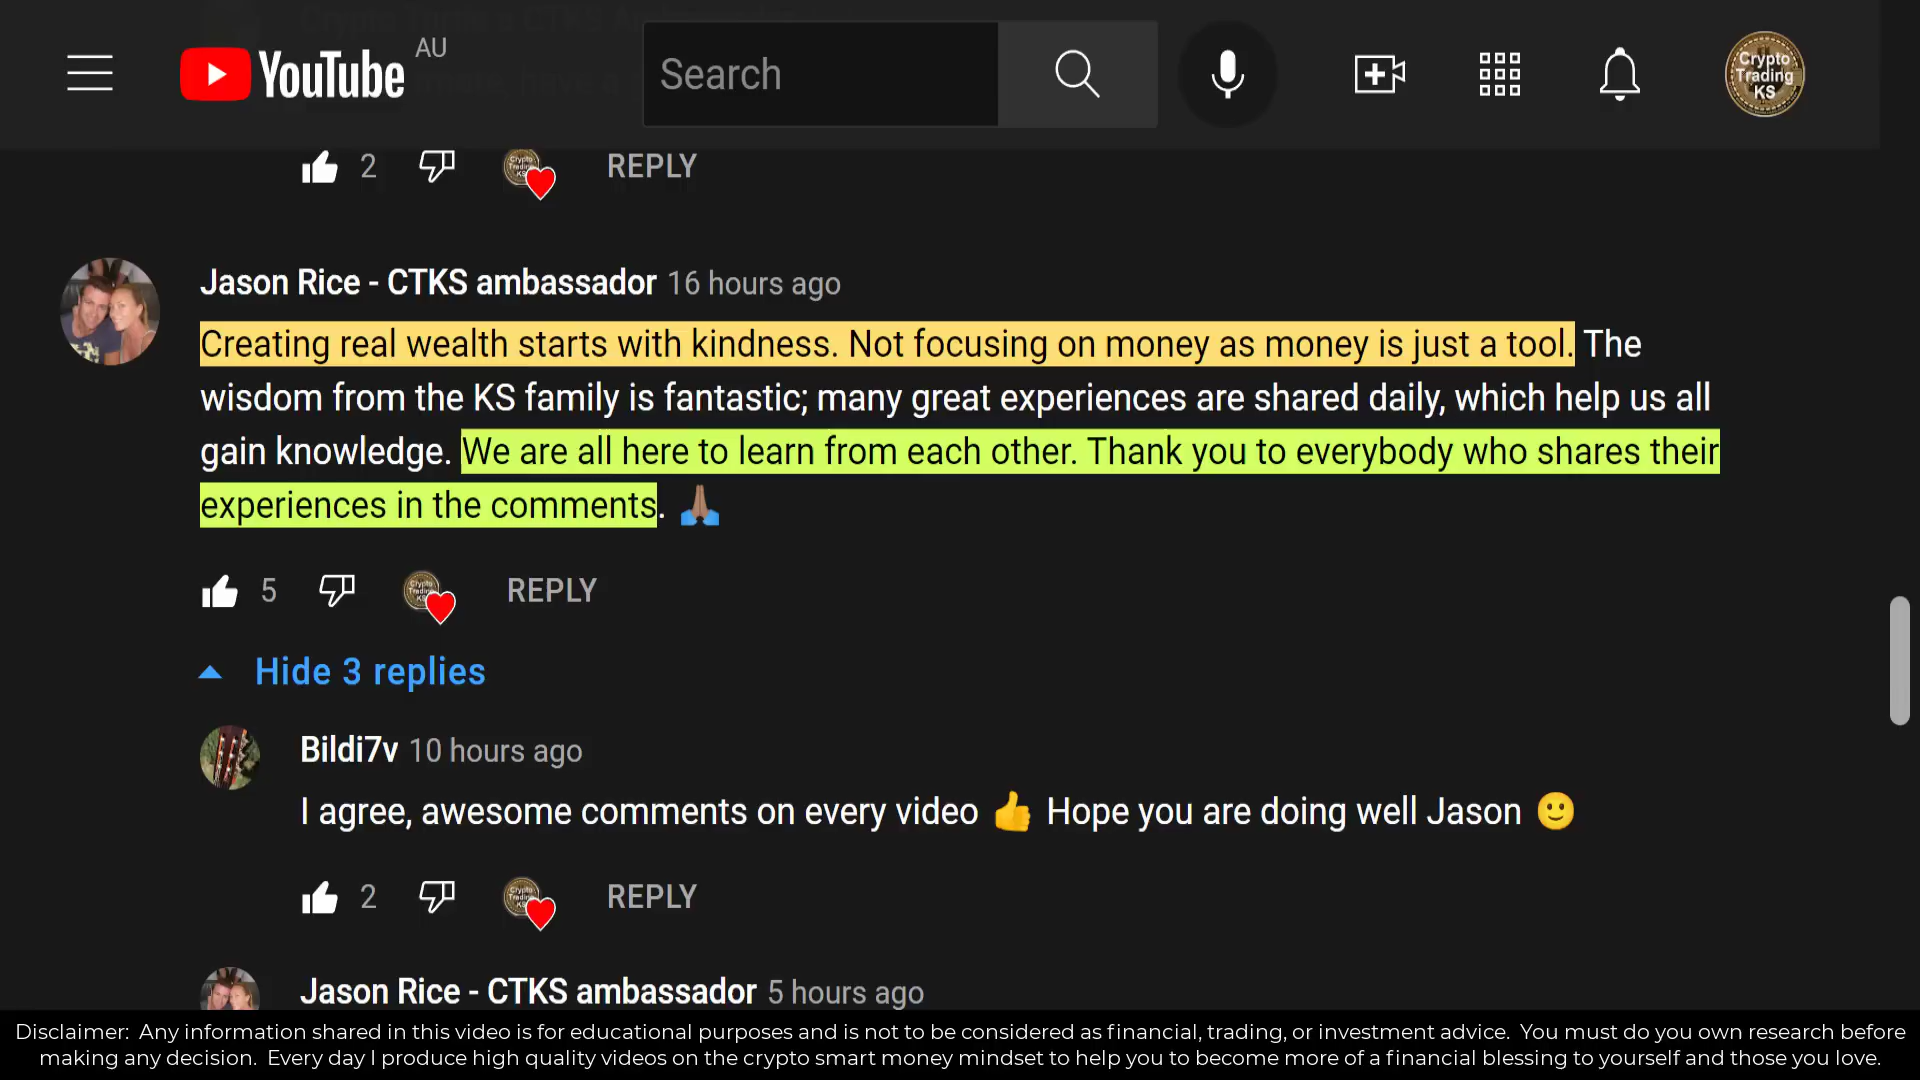 AU
YouTube
Search
Crypto
Trading
KS
2
REPLY
Jason Rice - CTKS ambassador 16 hours ago
Creating real wealth starts with kindness. Not focusing on money as money is just a tool. The
wisdom from the KS family is fantastic; many great experiences are shared daily, which help us all
gain knowledge. We are all here to learn from each other. Thank you to everybody who shares their
experiences in the comments. 🙏🏾
5
REPLY
Hide 3 replies
Bildi7v 10 hours ago
I agree, awesome comments on every video 👍 Hope you are doing well Jason 🙂
2
REPLY
Jason Rice - CTKS ambassador 5 hours ago
Disclaimer: Any information shared in this video is for educational purposes and is not to be considered as financial, trading, or investment advice. You must do you own research before
making any decision. Every day I produce high quality videos on the crypto smart money mindset to help you to become more of a financial blessing to yourself and those you love.